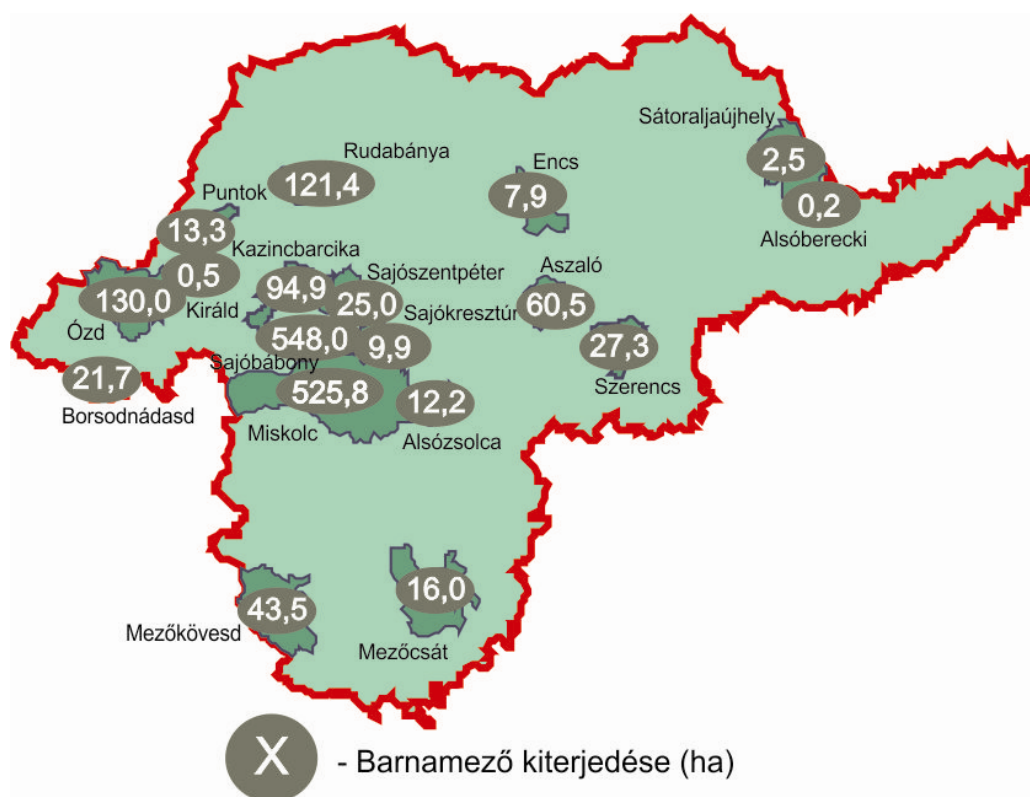 Sátoraljaújhely
2,5
0,2
Alsóberecki
Rudabánya
121,4
Encs
7,9
Puntok
13,3
Kazincbarcika
0,5
94,9
Sajószentpéter
25,0
Aszaló
60,5
130,0
Királd
Sajókresztúr
Ózd
548,0
9,9
27,3
Szerencs
21,7
Borsodnádasd
Sajóbábony
525,8
12,2
Miskolc
Alsózsolca
43,5
Mezőkövesd
16,0
Mezőcsát
X - Barnamező kiterjedése (ha)